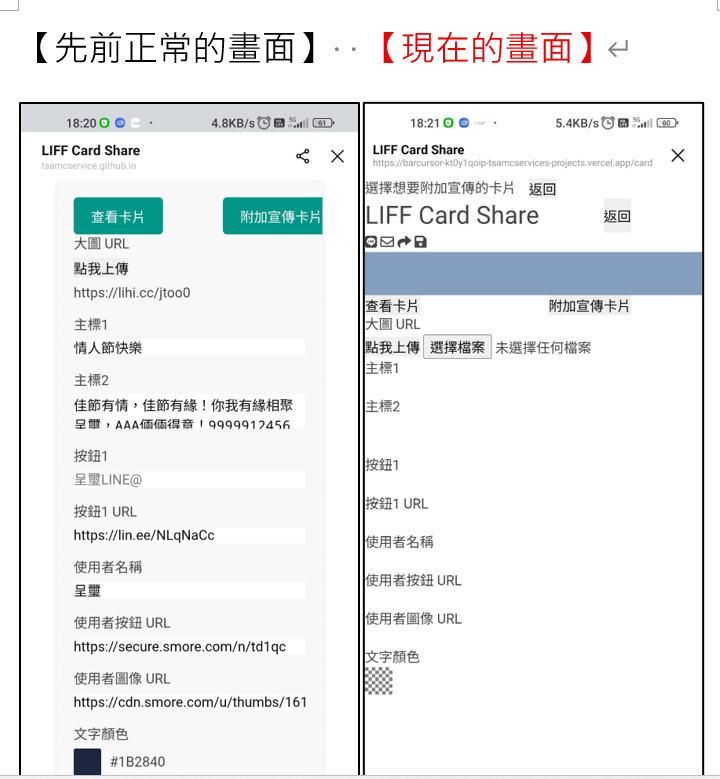 【先前正常的畫面】‧‧【現在的畫面】↵
18:20
4.8KB/s
5G
61
LIFF Card Share
tsamcservice.github.io
查看卡片
附加宣傳卡片
大圖 URL
點我上傳
https://lihi.cc/jtoo0
主標1
情人節快樂
主標2
佳節有情，佳節有緣！你我有緣相聚
呈璽，AAA倆倆得意！9999912456
按鈕1
呈璽LINE@
按鈕1 URL
https://lin.ee/NLqNaCc
使用者名稱
呈璽
使用者按鈕 URL
https://secure.smore.com/n/td1qc
使用者圖像 URL
https://cdn.smore.com/u/thumbs/161
文字顏色
#1B2840
18:21
5.4KB/s
5G
60
LIFF Card Share
https://barcursor-kt0y1qoip-tsamcservices-projects.vercel.app/card
選擇想要附加宣傳的卡片 返回
LIFF Card Share 返回
查看卡片 附加宣傳卡片
大圖 URL
點我上傳 選擇檔案 未選擇任何檔案
主標1
主標2
按鈕1
按鈕1 URL
使用者名稱
使用者按鈕 URL
使用者圖像 URL
文字顏色